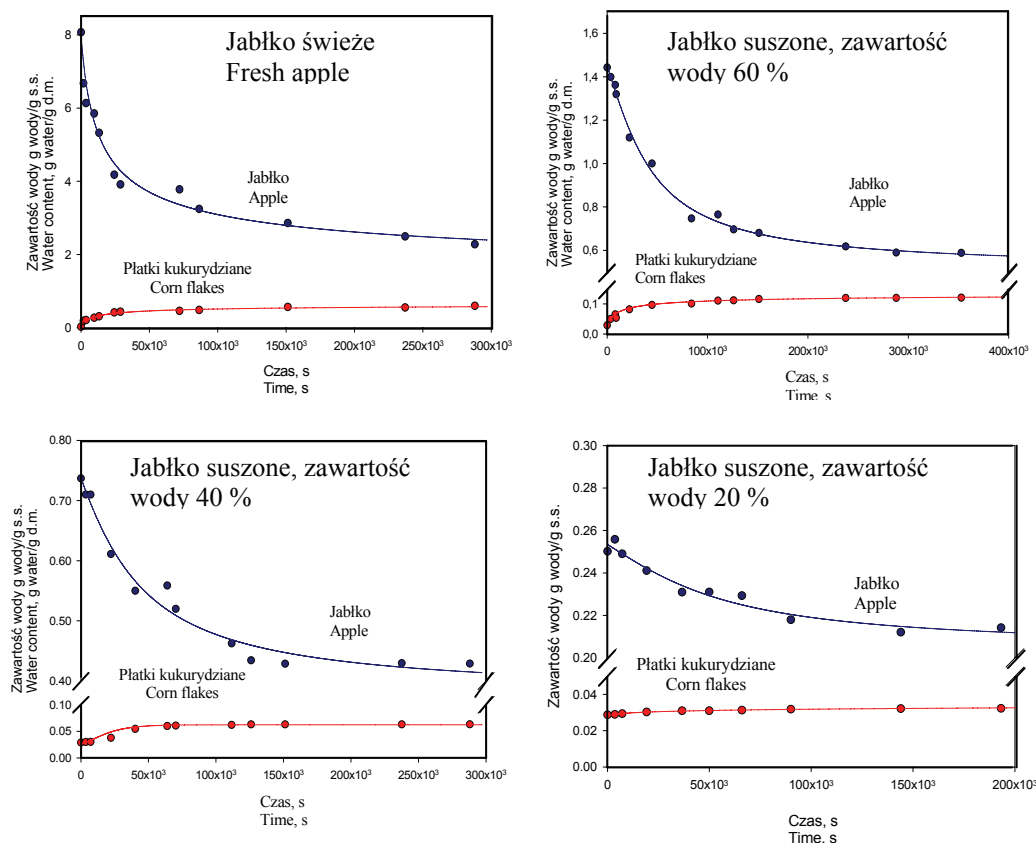 Jabłko świeże
Fresh apple
Zawartość wody g wody/g s.s.
Water content, g water/g d.m.
8
6
4
2
0
Jabłko
Apple
Płatki kukurydziane
Corn flakes
0
50x10³
100x10³
150x10³
200x10³
250x10³
300x10³
Czas, s
Time, s
Jabłko suszone, zawartość
wody 60 %
Zawartość wody g wody/g s.s.
Water content, g water/g d.m.
1,6
1,4
1,2
1,0
0,8
0,6
0,1
0,0
Jabłko
Apple
Płatki kukurydziane
Corn flakes
0
100x10³
200x10³
300x10³
400x10³
Czas, s
Time, s
Jabłko suszone, zawartość
wody 40 %
Zawartość wody g wody/g s.s.
Water content, g water/g d.m.
0.80
0.70
0.60
0.50
0.40
0.10
0.05
0.00
Jabłko
Apple
Płatki kukurydziane
Corn flakes
0
50x10³
100x10³
150x10³
200x10³
250x10³
300x10³
Czas, s
Time, s
Jabłko suszone, zawartość
wody 20 %
Zawartość wody g wody/g s.s.
0.30
0.28
0.26
0.24
0.22
0.20
0.04
0.02
0.00
Jabłko
Apple
Płatki kukurydziane
Corn flakes
0
50x10³
100x10³
150x10³
200x10³
Czas, s
Time, s